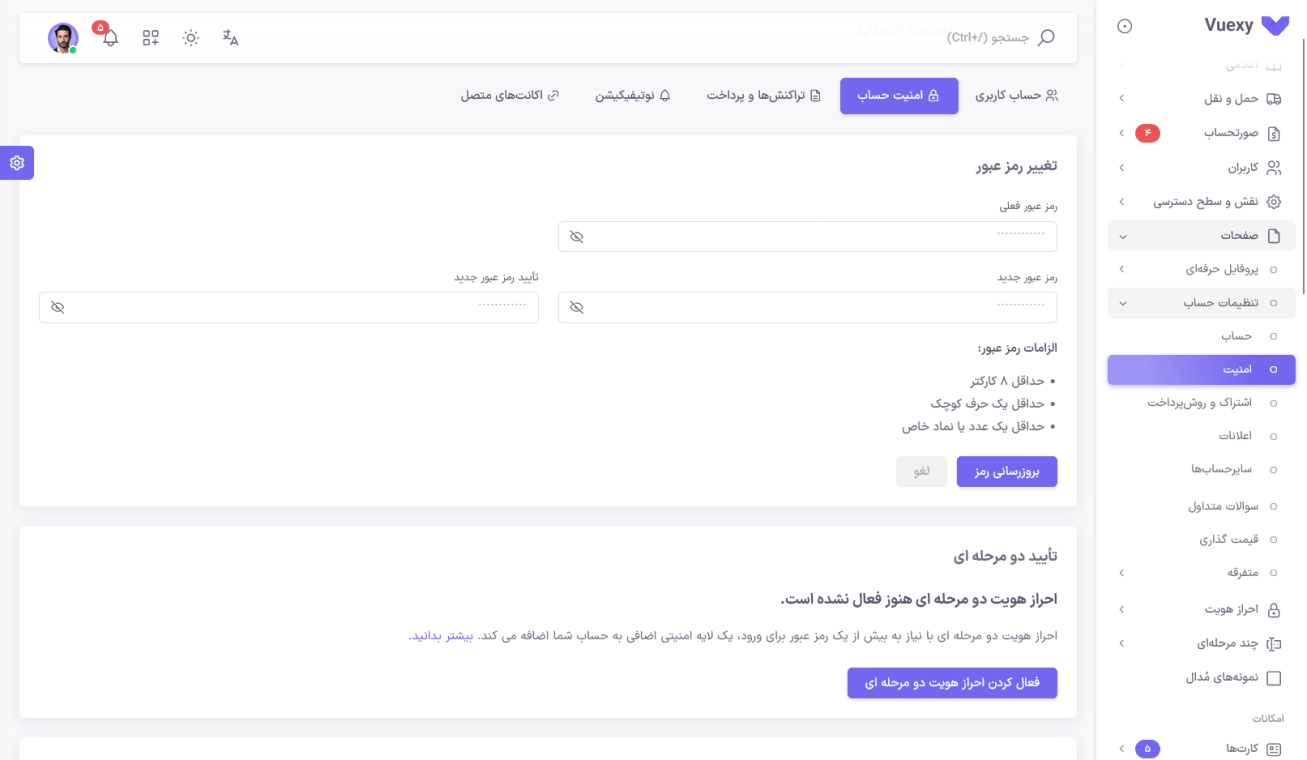 Vuexy
آکادمی
حمل و نقل
صورتحساب
۴
کاربران
نقش و سطح دسترسی
صفحات
پروفایل حرفه‌ای
تنظیمات حساب
حساب
امنیت
اشتراک و روش‌پرداخت
اعلانات
سایرحساب‌ها
سوالات متداول
قیمت گذاری
متفرقه
احراز هویت
چند مرحله‌ای
نمونه‌های مُدال
امکانات
کارت‌ها
۵
جستجو (Ctrl+/)
۵
حساب کاربری
امنیت حساب
تراکنش‌ها و پرداخت
نوتیفیکیشن
اکانت‌های متصل
تغییر رمز عبور
رمز عبور فعلی
رمز عبور جدید
تأیید رمز عبور جدید
الزامات رمز عبور:
• حداقل ۸ کارکتر
• حداقل یک حرف کوچک
• حداقل یک عدد یا نماد خاص
بروزرسانی رمز
لغو
تأیید دو مرحله ای
احراز هویت دو مرحله ای هنوز فعال نشده است.
احراز هویت دو مرحله ای با نیاز به بیش از یک رمز عبور برای ورود، یک لایه امنیتی اضافی به حساب شما اضافه می کند. بیشتر بدانید.
فعال کردن احراز هویت دو مرحله ای